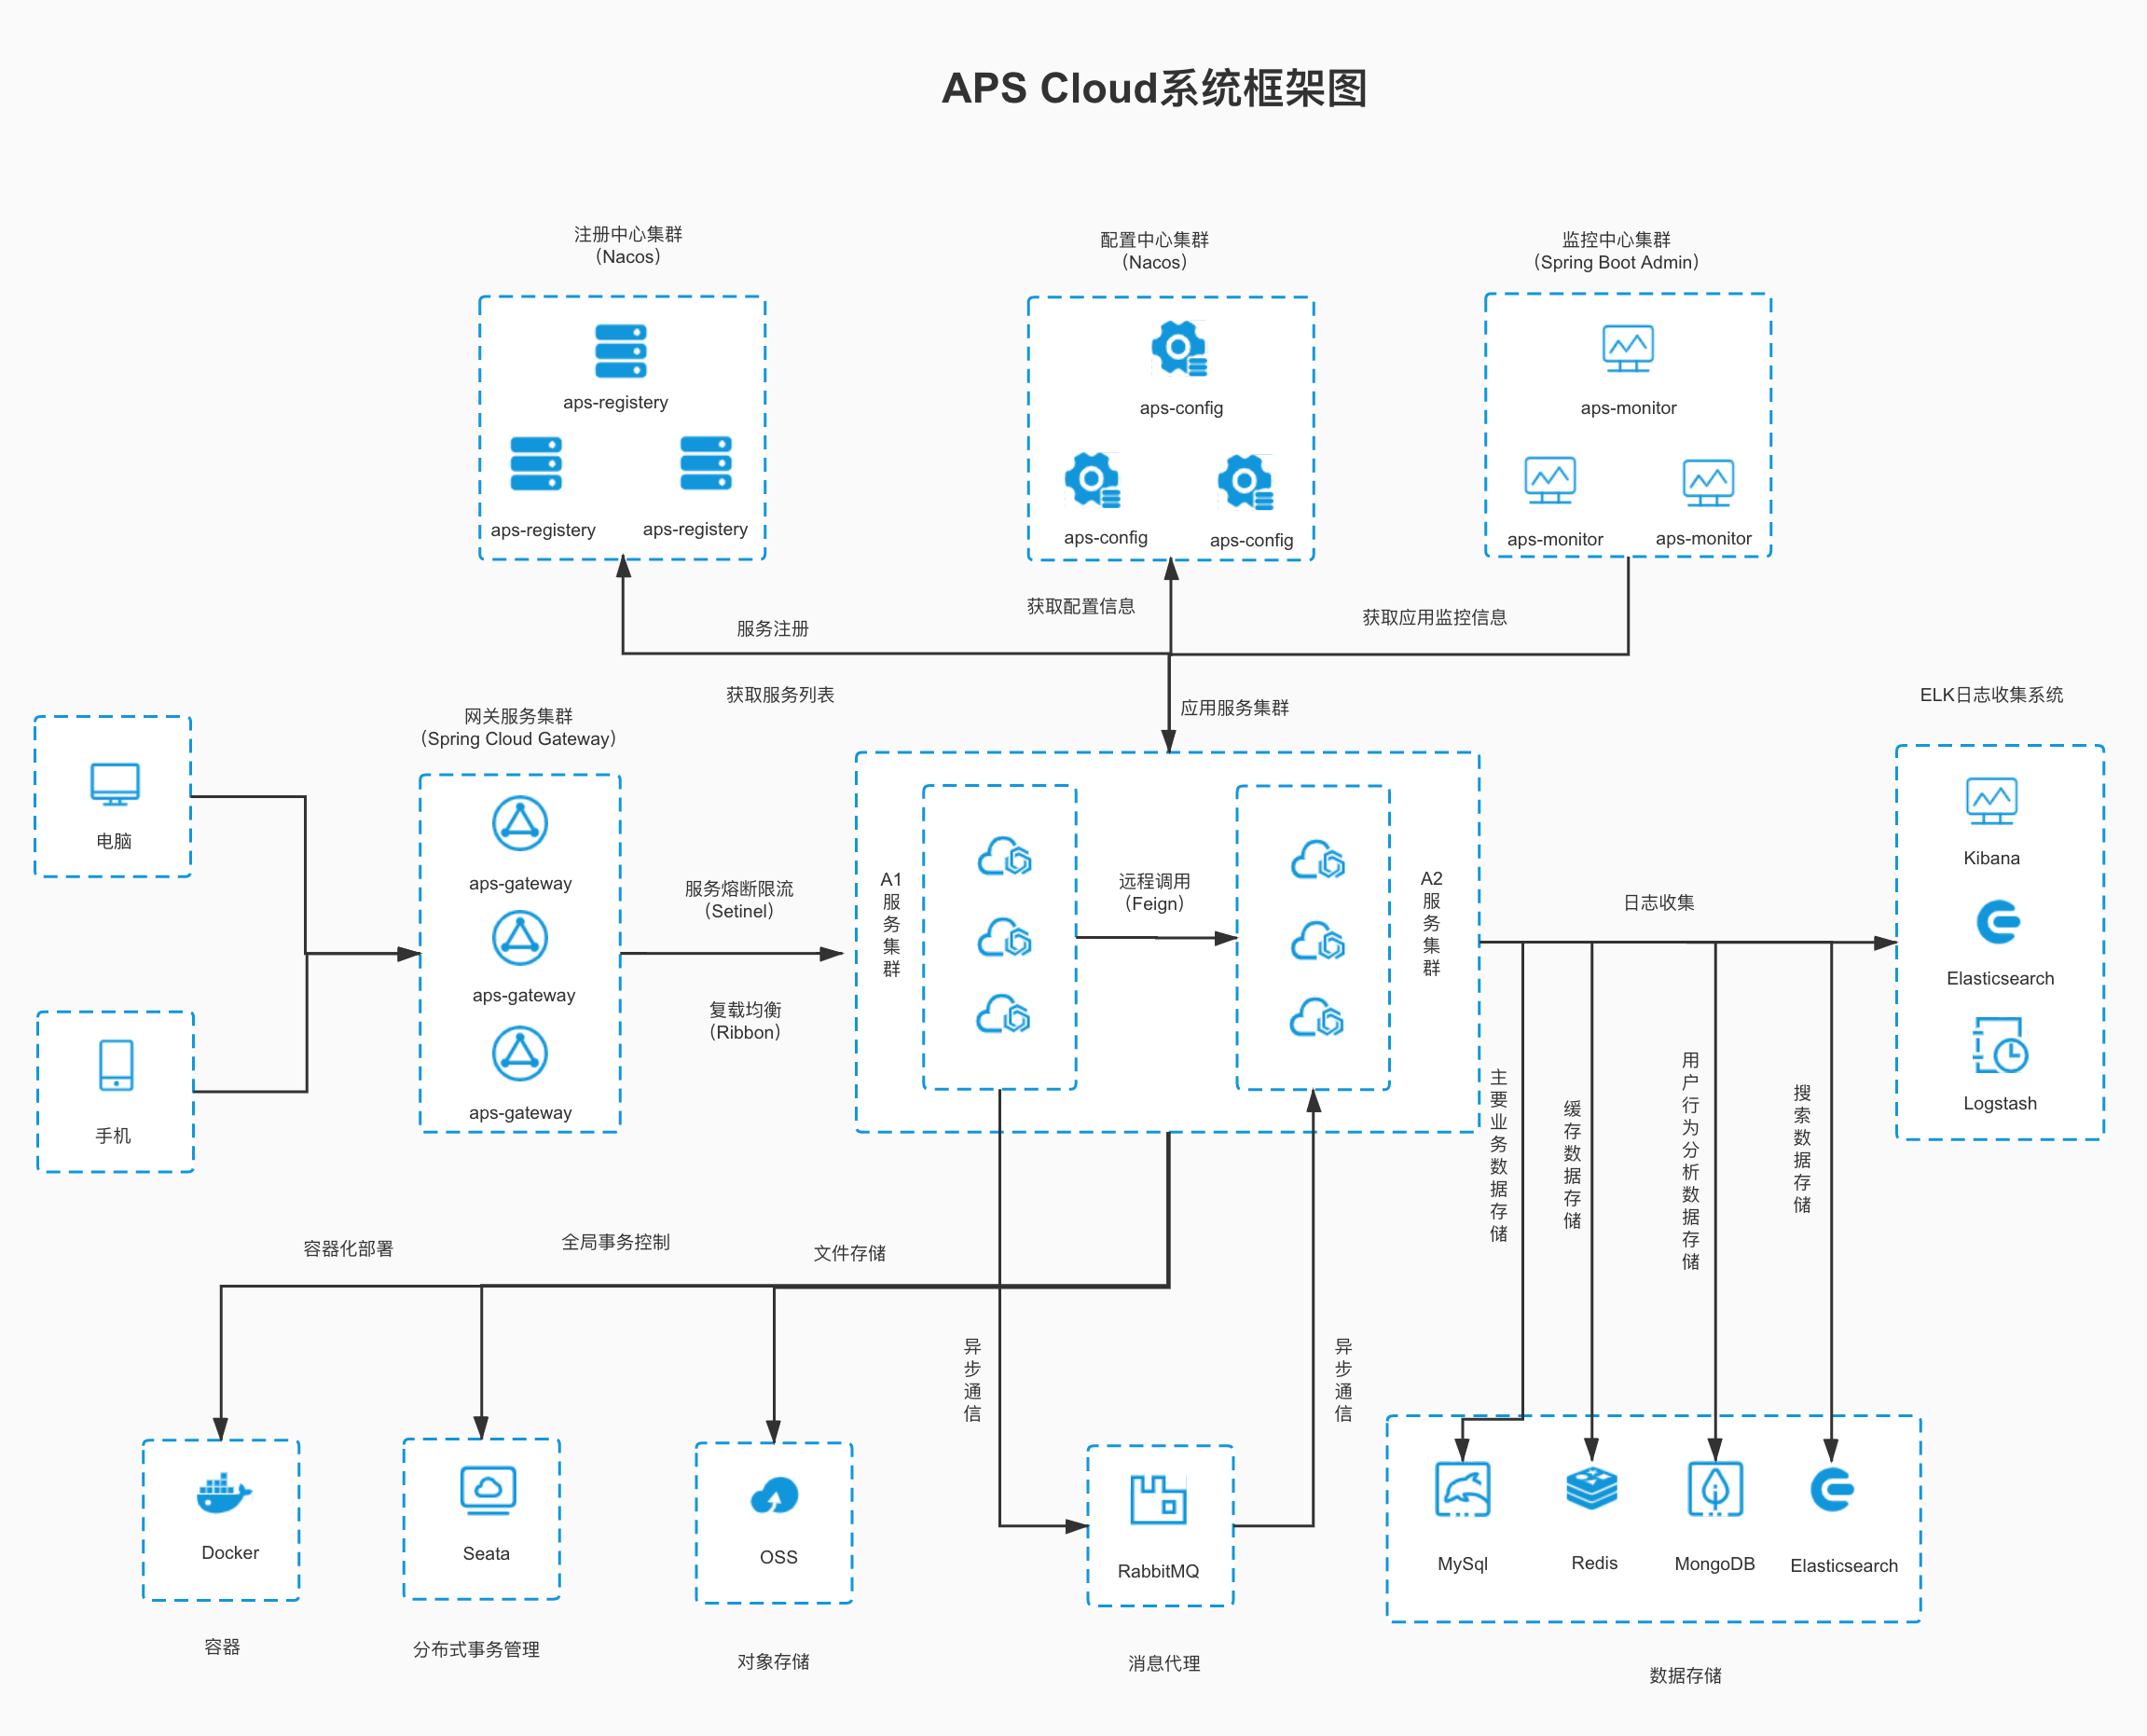 APS Cloud系统框架图
注册中心集群
（Nacos）
配置中心集群
（Nacos）
监控中心集群
（Spring Boot Admin）
aps-registery
aps-registery
aps-registery
aps-config
aps-config
aps-config
aps-monitor
aps-monitor
aps-monitor
服务注册
获取服务列表
获取配置信息
获取应用监控信息
应用服务集群
ELK日志收集系统
电脑
手机
网关服务集群
（Spring Cloud Gateway）
aps-gateway
aps-gateway
aps-gateway
服务熔断限流
（Setinel）
复载均衡
（Ribbon）
A1
服
务
集
群
远程调用
（Feign）
A2
服
务
集
群
日志收集
Kibana
Elasticsearch
Logstash
主
要
业
务
数
据
存
储
缓
存
数
据
存
储
用
户
行
为
分
析
数
据
存
储
搜
索
数
据
存
储
容器化部署
全局事务控制
文件存储
异
步
通
信
异
步
通
信
Docker
Seata
OSS
RabbitMQ
MySql
Redis
MongoDB
Elasticsearch
容器
分布式事务管理
对象存储
消息代理
数据存储